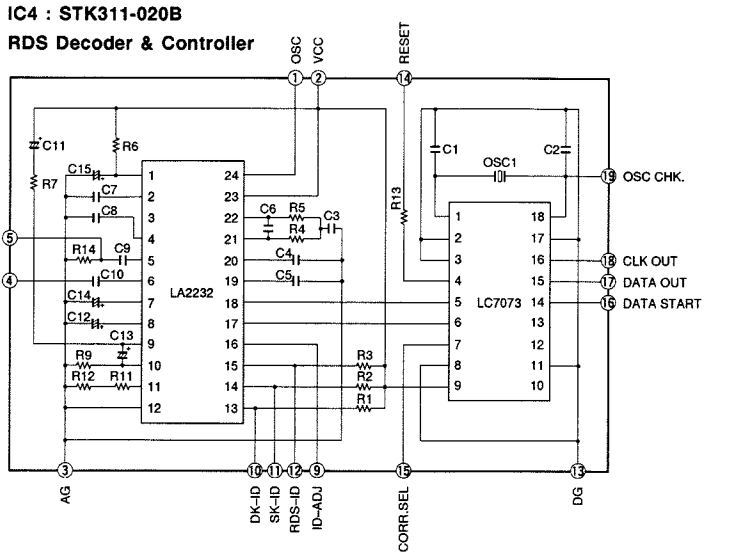 IC4 : STK311-020B
RDS Decoder & Controller
OSC
VCC
RESET
1
2
14
C11
R6
C1
C2
OSC1
19 OSC CHK.
R7
C15
C7
C8
R13
5
R14
C9
4
C10
C14
C12
C13
R9
R12
R11
1 24
2 23
3 22
4 21
5 20
6 19
LA2232
7 18
8 17
9 16
10 15
11 14
12 13
C6
R5
C3
R4
C4
C5
R3
R2
R1
1 18
2 17
3 16
4 15
5 14
LC7073
6 13
7 12
8 11
9 10
18 CLK OUT
17 DATA OUT
16 DATA START
3
10
11
12
9
15
13
AG
DK-ID
SK-ID
RDS-ID
ID-ADJ
CORR.SEL
DG